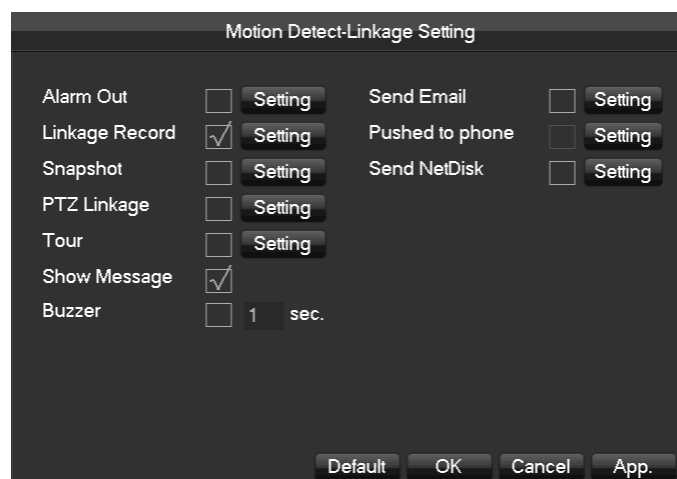 Motion Detect-Linkage Setting
Alarm Out Setting Send Email Setting
Linkage Record Setting Pushed to phone Setting
Snapshot Setting Send NetDisk Setting
PTZ Linkage Setting
Tour Setting
Show Message
Buzzer 1 sec.
Default OK Cancel App.